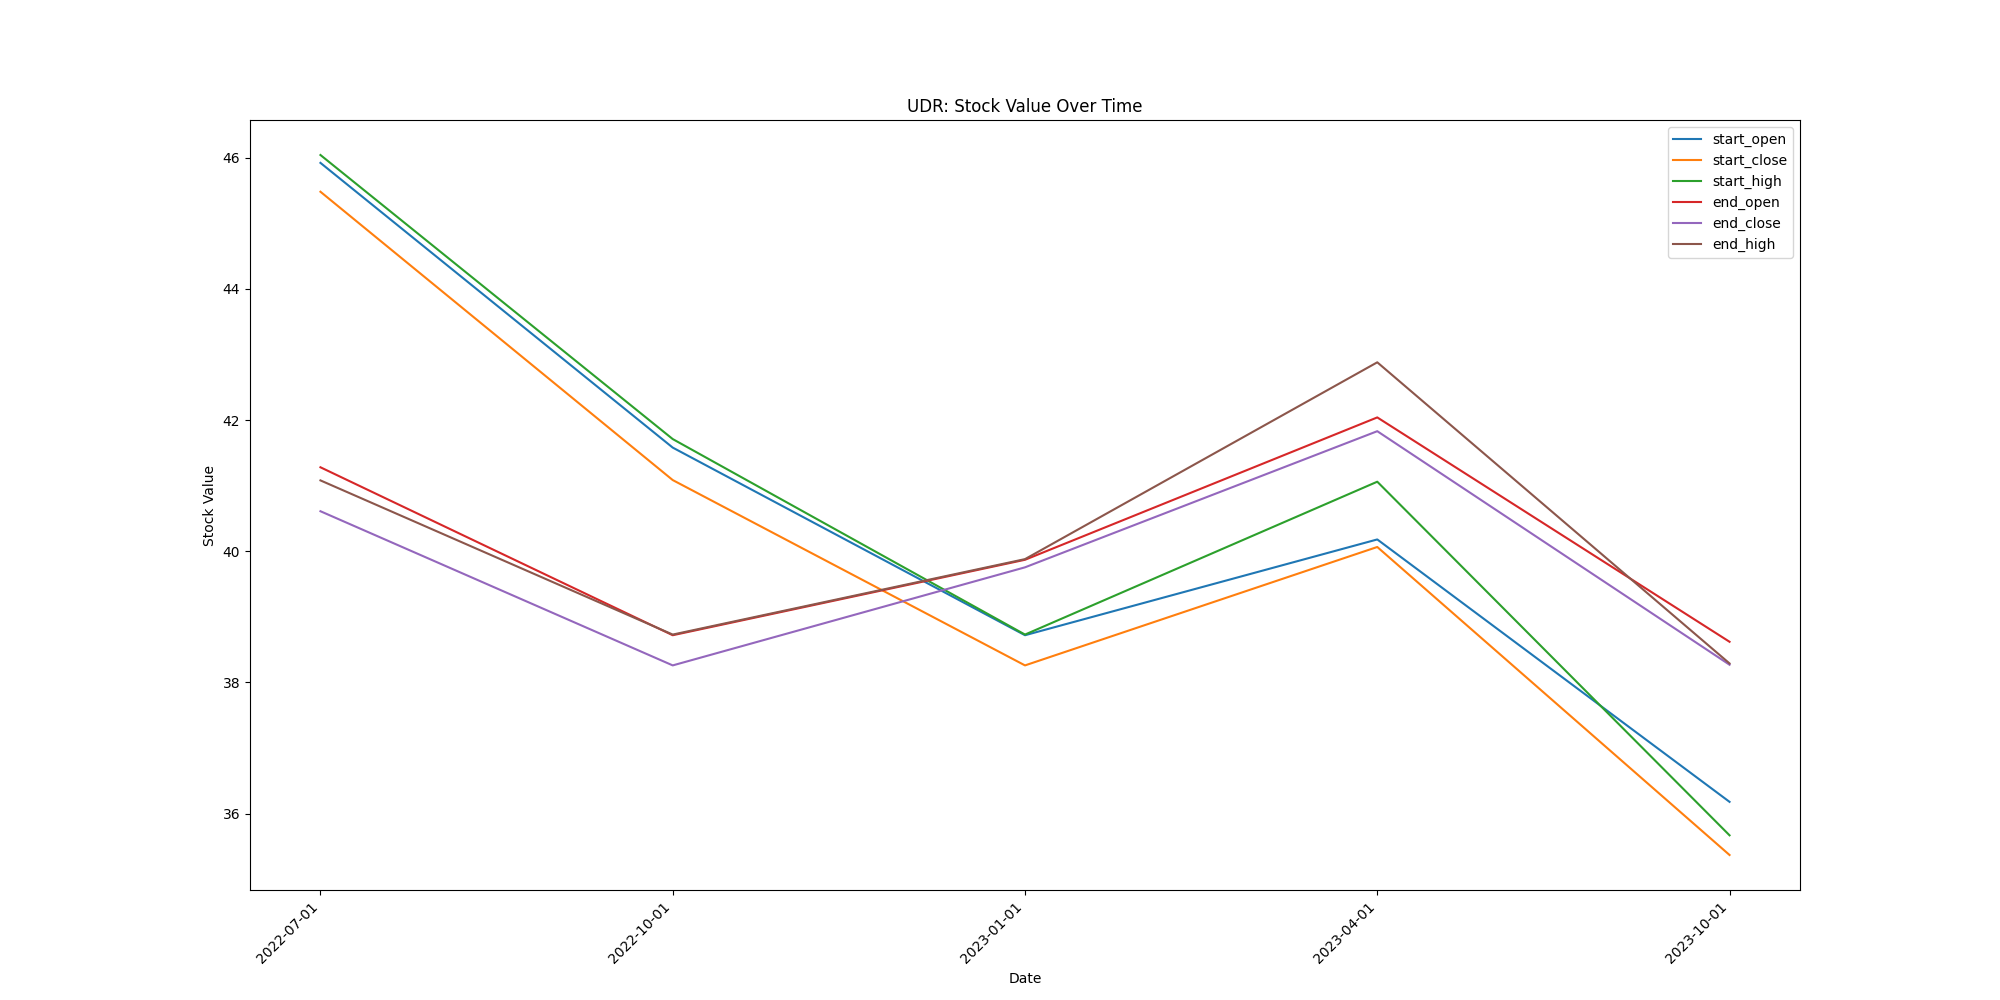 UDR: Stock Value Over Time
start_open
start_close
start_high
end_open
end_close
end_high
Stock Value
46
44
42
40
38
36
2022-07-01
2022-10-01
2023-01-01
2023-04-01
2023-10-01
Date